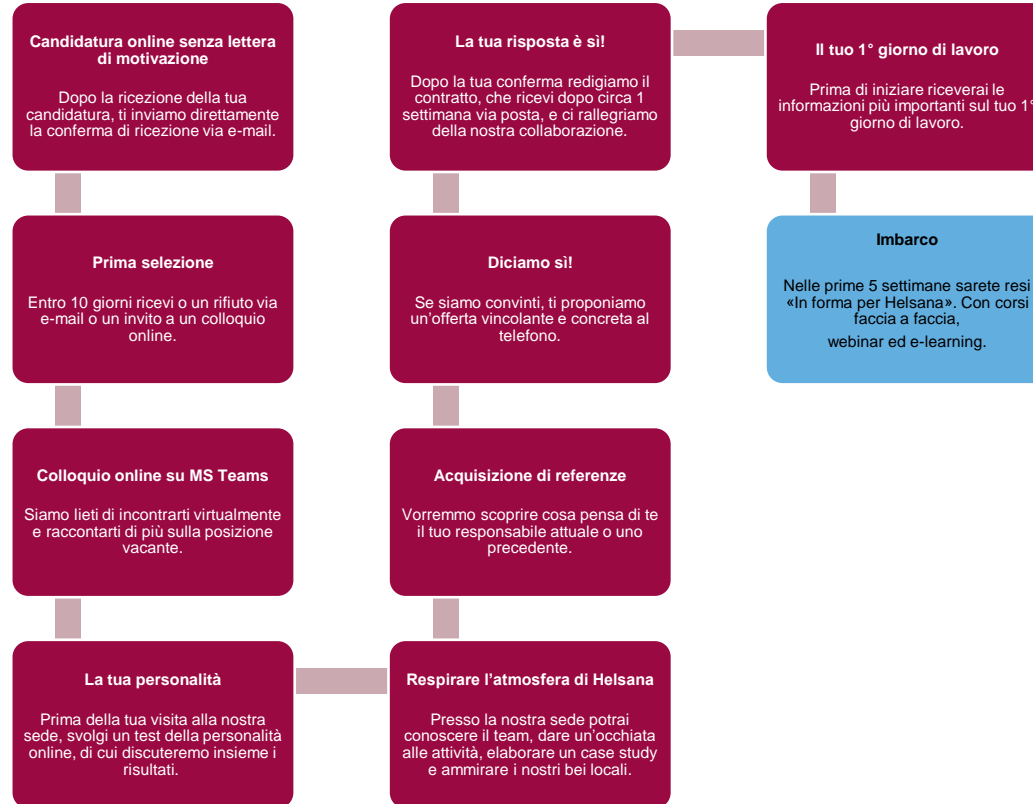 Candidatura online senza lettera
di motivazione
Dopo la ricezione della tua
candidatura, ti inviamo direttamente
la conferma di ricezione via e-mail.
Prima selezione
Entro 10 giorni ricevi o un rifiuto via
e-mail o un invito a un colloquio
online.
Colloquio online su MS Teams
Siamo lieti di incontrarti virtualmente
e raccontarti di più sulla posizione
vacante.
La tua personalità
Prima della tua visita alla nostra
sede, svolgi un test della personalità
online, di cui discuteremo insieme i
risultati.
Respirare l’atmosfera di Helsana
Presso la nostra sede potrai
conoscere il team, dare un’occhiata
alle attività, elaborare un case study
e ammirare i nostri bei locali.
Acquisizione di referenze
Vorremmo scoprire cosa pensa di te
il tuo responsabile attuale o uno
precedente.
Diciamo sì!
Se siamo convinti, ti proponiamo
un’offerta vincolante e concreta al
telefono.
La tua risposta è sì!
Dopo la tua conferma redigiamo il
contratto, che ricevi dopo circa 1
settimana via posta, e ci rallegriamo
della nostra collaborazione.
Il tuo 1° giorno di lavoro
Prima di iniziare riceverai le
informazioni più importanti sul tuo 1°
giorno di lavoro.
Imbarco
Nelle prime 5 settimane sarete resi
«In forma per Helsana». Con corsi
faccia a faccia,
webinar ed e-learning.